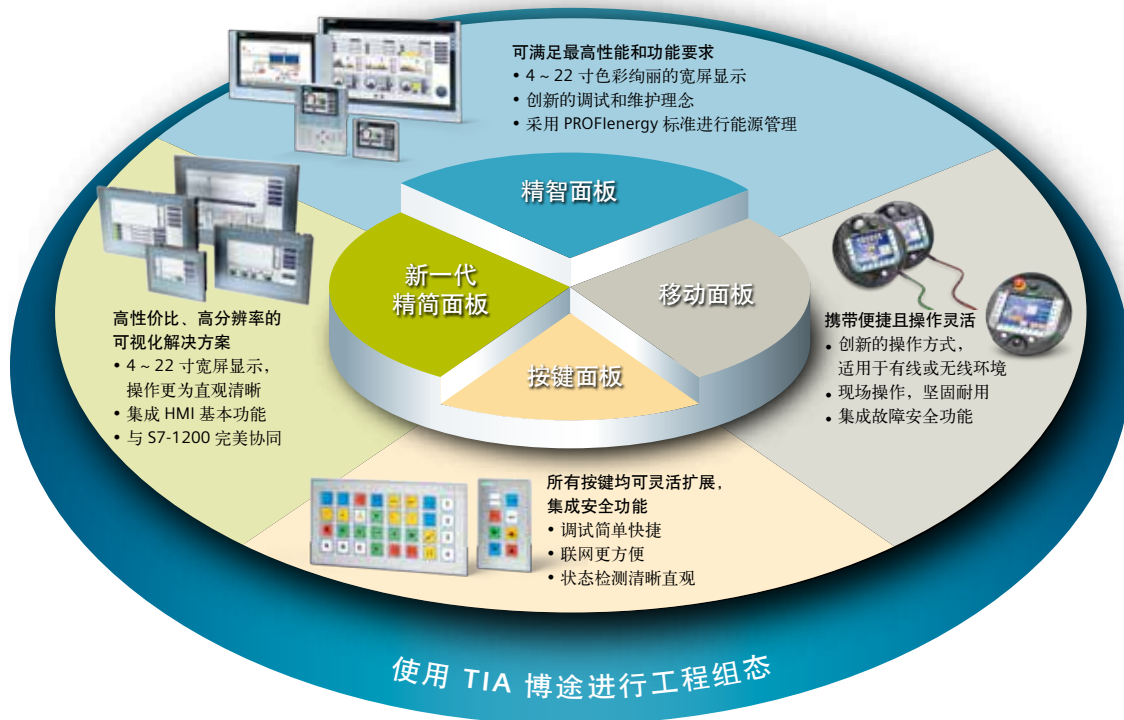 可满足最高性能和功能要求
• 4 ~ 22 寸色彩绚丽的宽屏显示
• 创新的调试和维护理念
• 采用 PROFIenergy 标准进行能源管理
精智面板
新一代
精简面板
移动面板
按键面板
高性价比、高分辨率的
可视化解决方案
• 4 ~ 22 寸宽屏显示，
操作更为直观清晰
• 集成 HMI 基本功能
• 与 S7-1200 完美协同
携带便捷且操作灵活
• 创新的操作方式，
适用于有线或无线环境
• 现场操作，坚固耐用
• 集成故障安全功能
所有按键均可灵活扩展，
集成安全功能
• 调试简单快捷
• 联网更方便
• 状态检测清晰直观
使用 TIA 博途进行工程组态